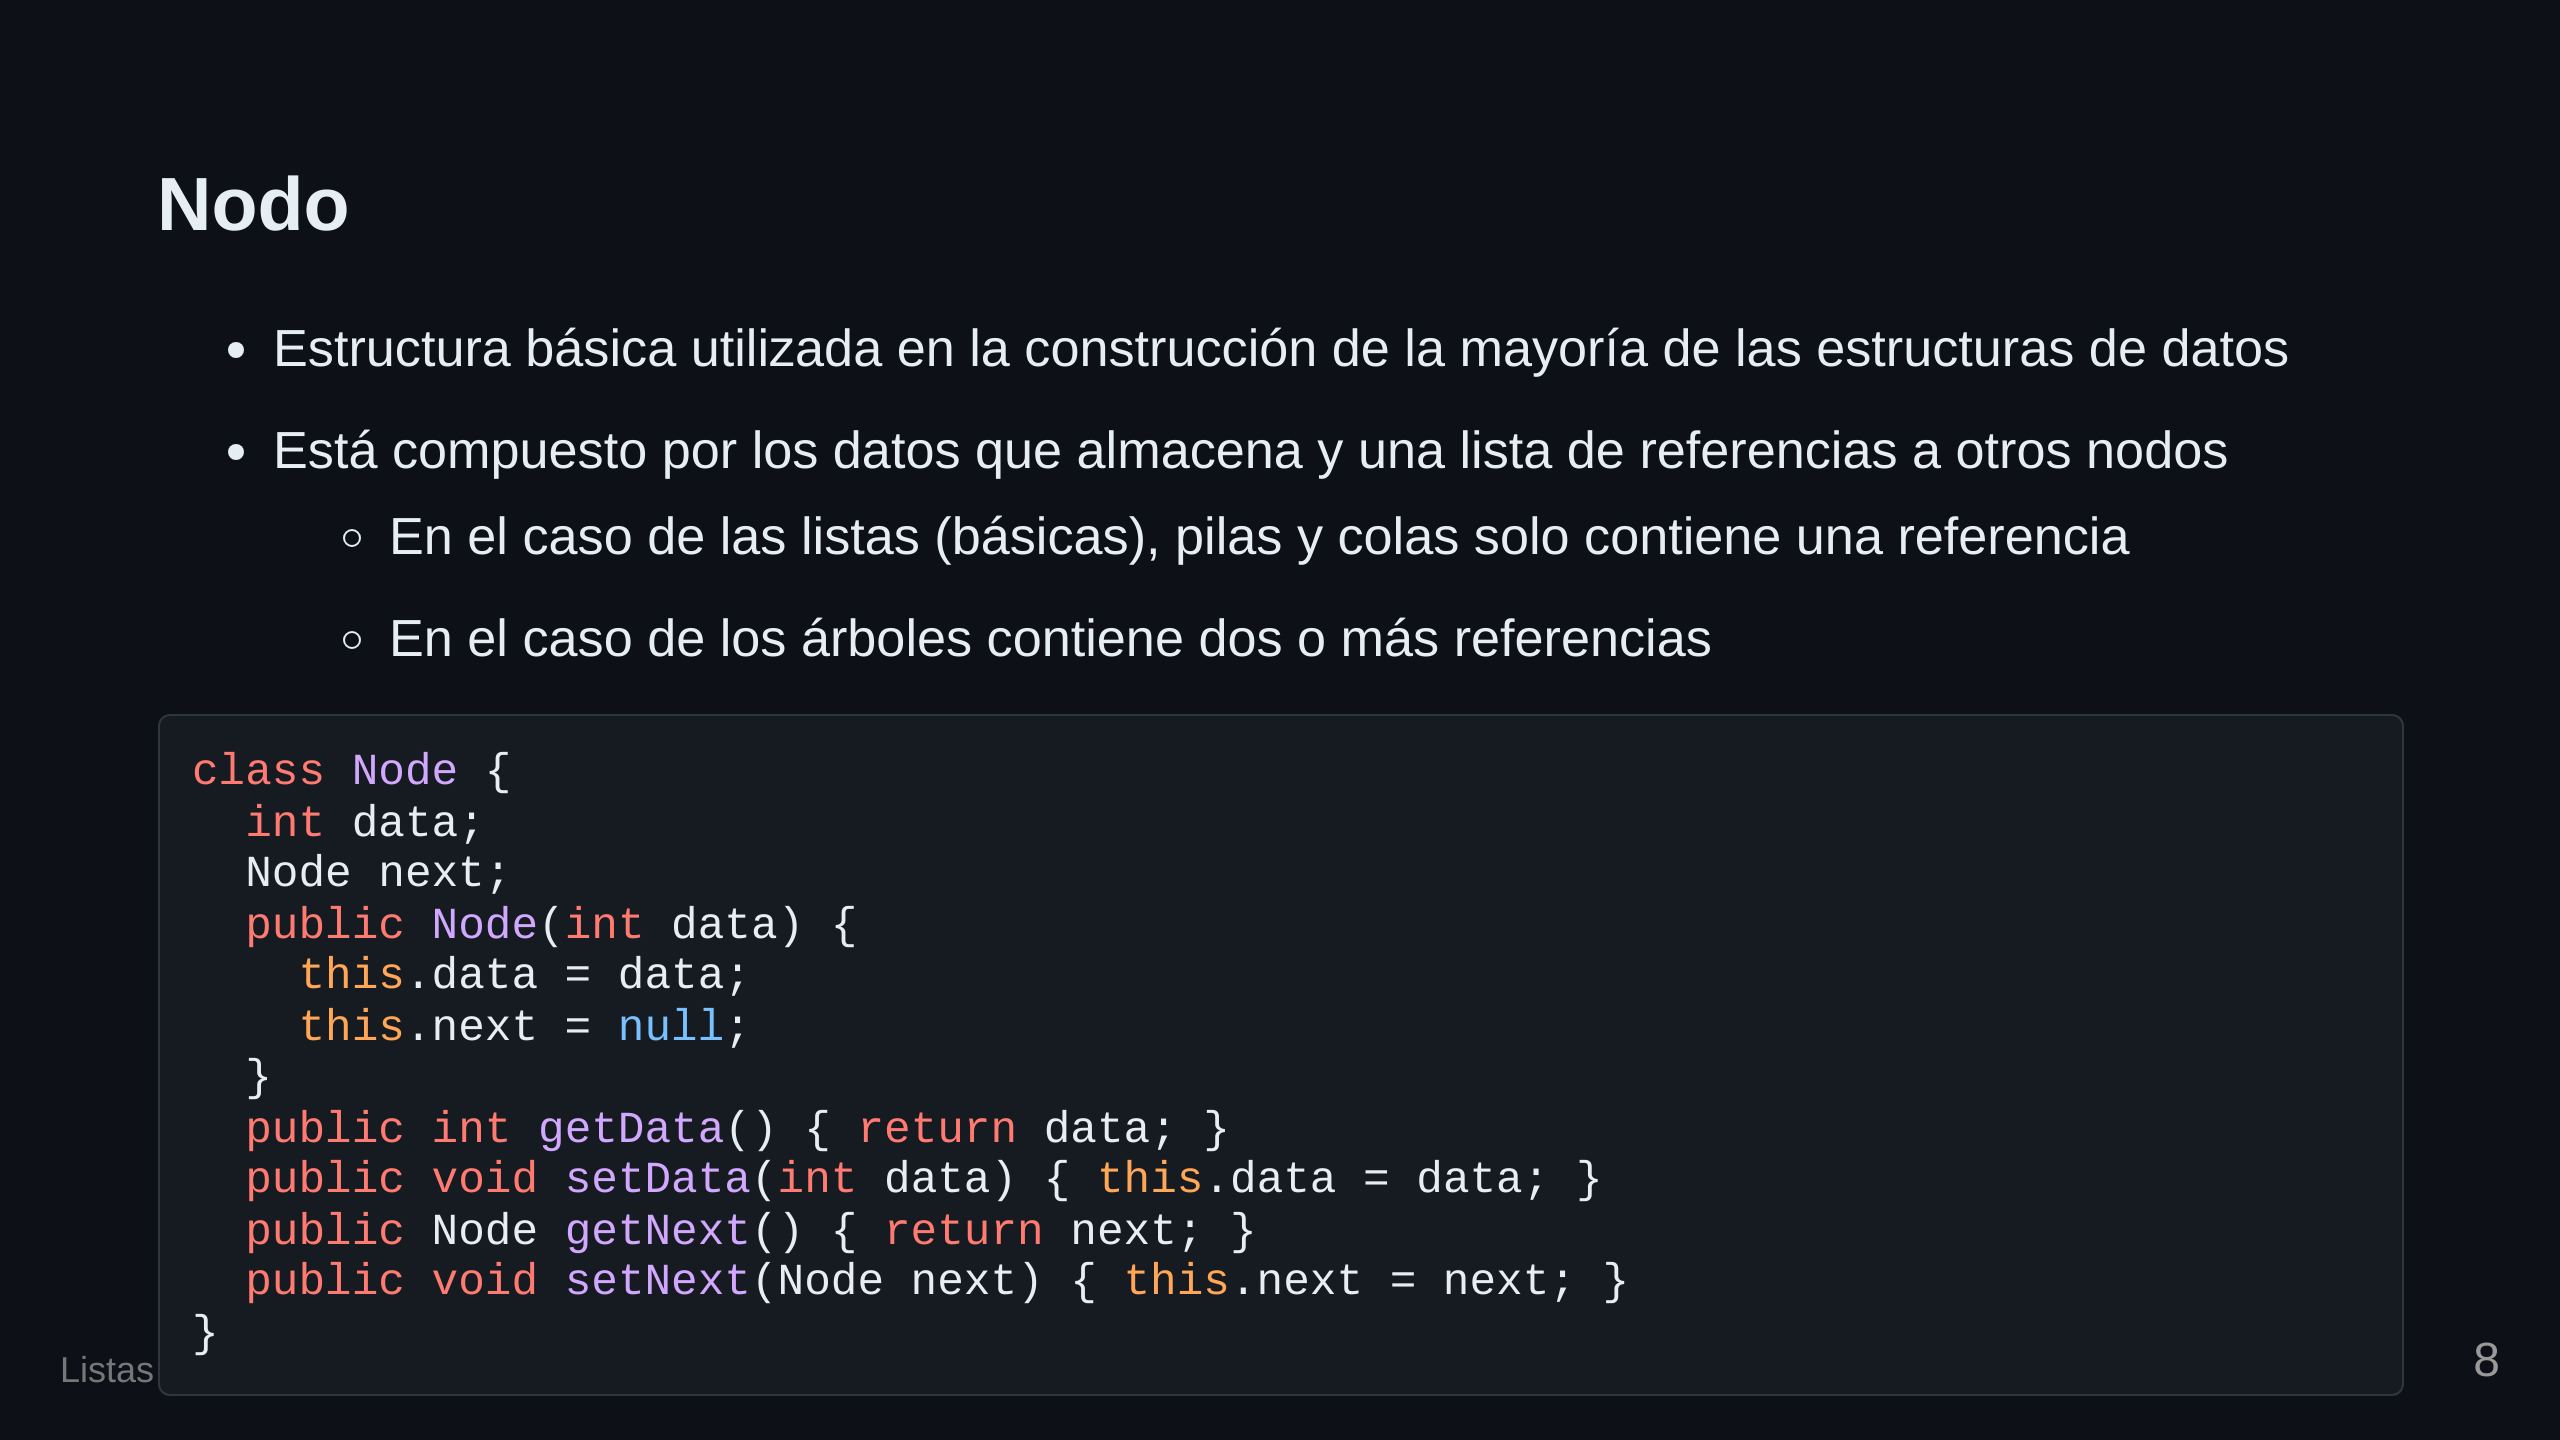 Nodo
Estructura básica utilizada en la construcción de la mayoría de las estructuras de datos
Está compuesto por los datos que almacena y una lista de referencias a otros nodos
En el caso de las listas (básicas), pilas y colas solo contiene una referencia
En el caso de los árboles contiene dos o más referencias
class Node {
  int data;
  Node next;
  public Node(int data) {
    this.data = data;
    this.next = null;
  }
  public int getData() { return data; }
  public void setData(int data) { this.data = data; }
  public Node getNext() { return next; }
  public void setNext(Node next) { this.next = next; }
}
Listas
8